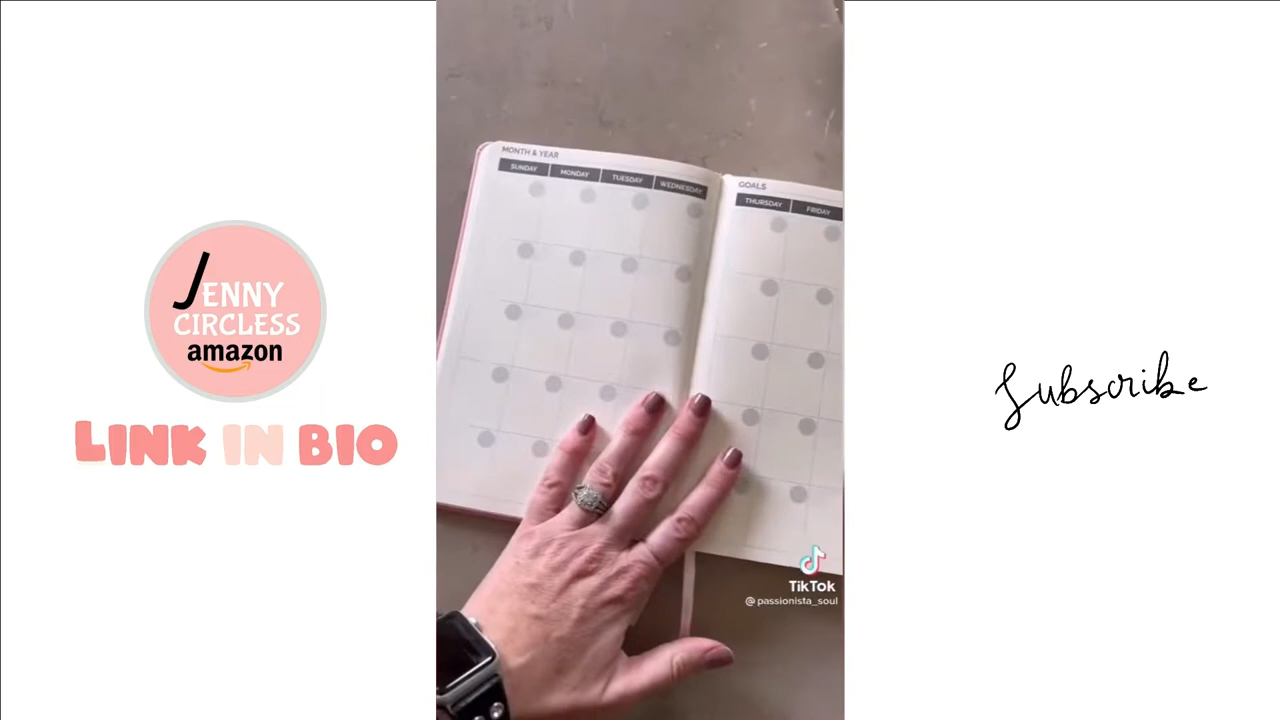 JENNY
CIRCLESS
amazon
LINK IN BIO
MONTH & YEAR
SUNDAY MONDAY TUESDAY WEDNESDAY
GOALS
THURSDAY FRIDAY
TikTok
@passionista_soul
Subscribe